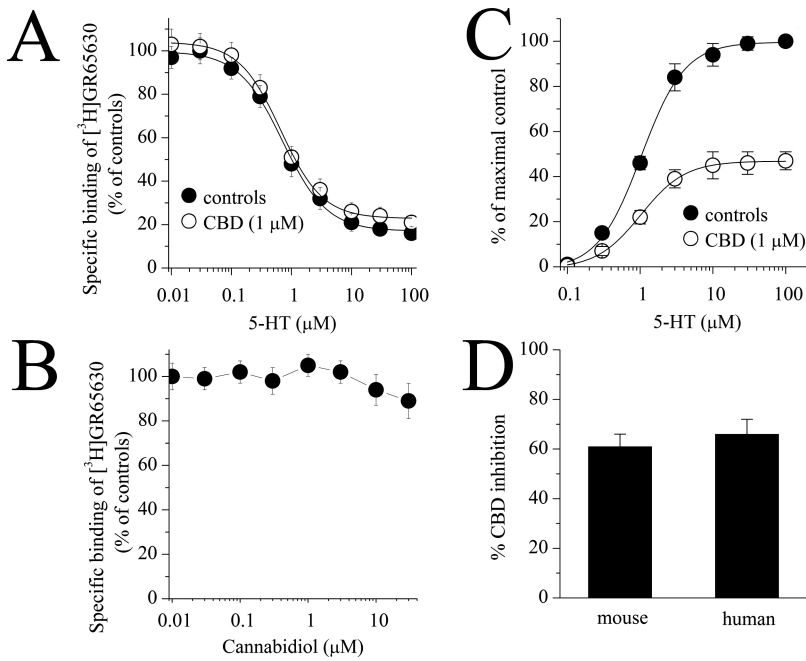 A
Specific binding of [³H]GR65630
(% of controls)
100
80
60
40
20
0
controls
CBD (1 μM)
0.01
0.1
1
10
100
5-HT (μM)
C
% of maximal control
100
80
60
40
20
0
controls
CBD (1 μM)
0.1
1
10
100
5-HT (μM)
B
Specific binding of [³H]GR65630
(% of controls)
100
80
60
40
20
0
0.01
0.1
1
10
Cannabidiol (μM)
D
% CBD inhibition
100
80
60
40
20
0
mouse
human